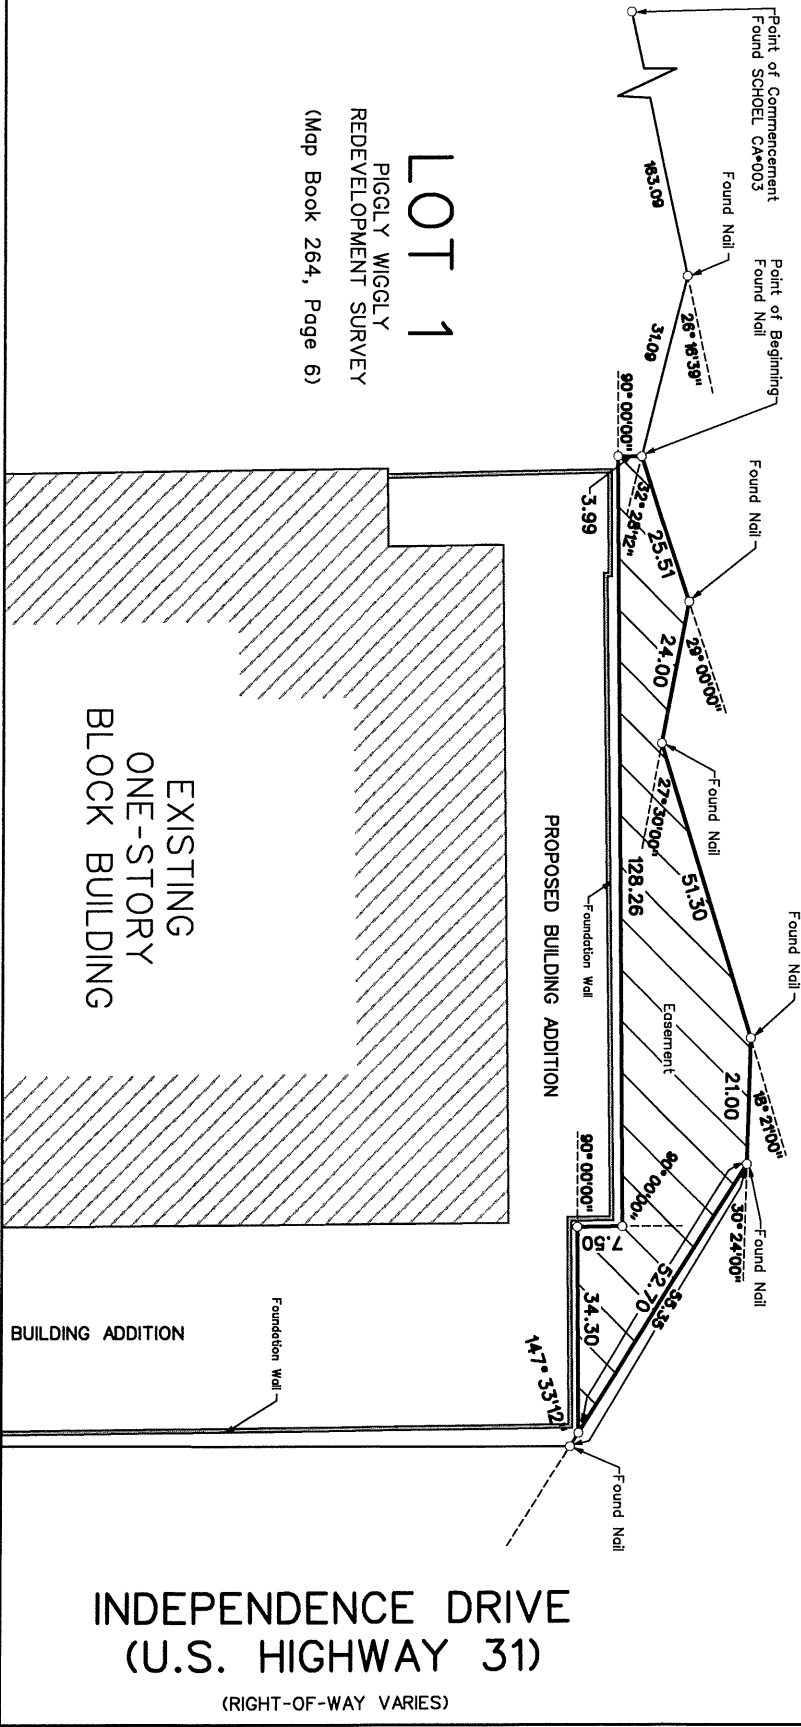 Point of Commencement
Found SCHOEL CA#003
163.09
Found Nail
26° 16'39"
31.09
Point of Beginning
Found Nail
90° 00'00"
3.99
32° 28'12"
25.51
Found Nail
29° 00'00"
24.00
Found Nail
27° 30'00"
51.30
128.26
Found Nail
18° 21'00"
21.00
Found Nail
30° 24'00"
Easement
90° 00'00"
90° 00'00"
7.50
52.70
55.35
34.30
147° 33'12"
Found Nail
LOT 1
PIGGLY WIGGLY
REDEVELOPMENT SURVEY
(Map Book 264, Page 6)
PROPOSED BUILDING ADDITION
Foundation Wall
EXISTING
ONE-STORY
BLOCK BUILDING
BUILDING ADDITION
Foundation Wall
INDEPENDENCE DRIVE
(U.S. HIGHWAY 31)
(RIGHT-OF-WAY VARIES)